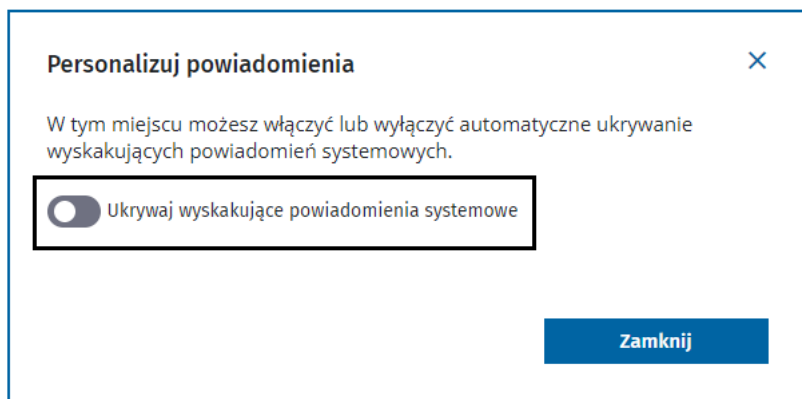 Personalizuj powiadomienia
W tym miejscu możesz włączyć lub wyłączyć automatyczne ukrywanie
wyskakujących powiadomień systemowych.
Ukrywaj wyskakujące powiadomienia systemowe
Zamknij